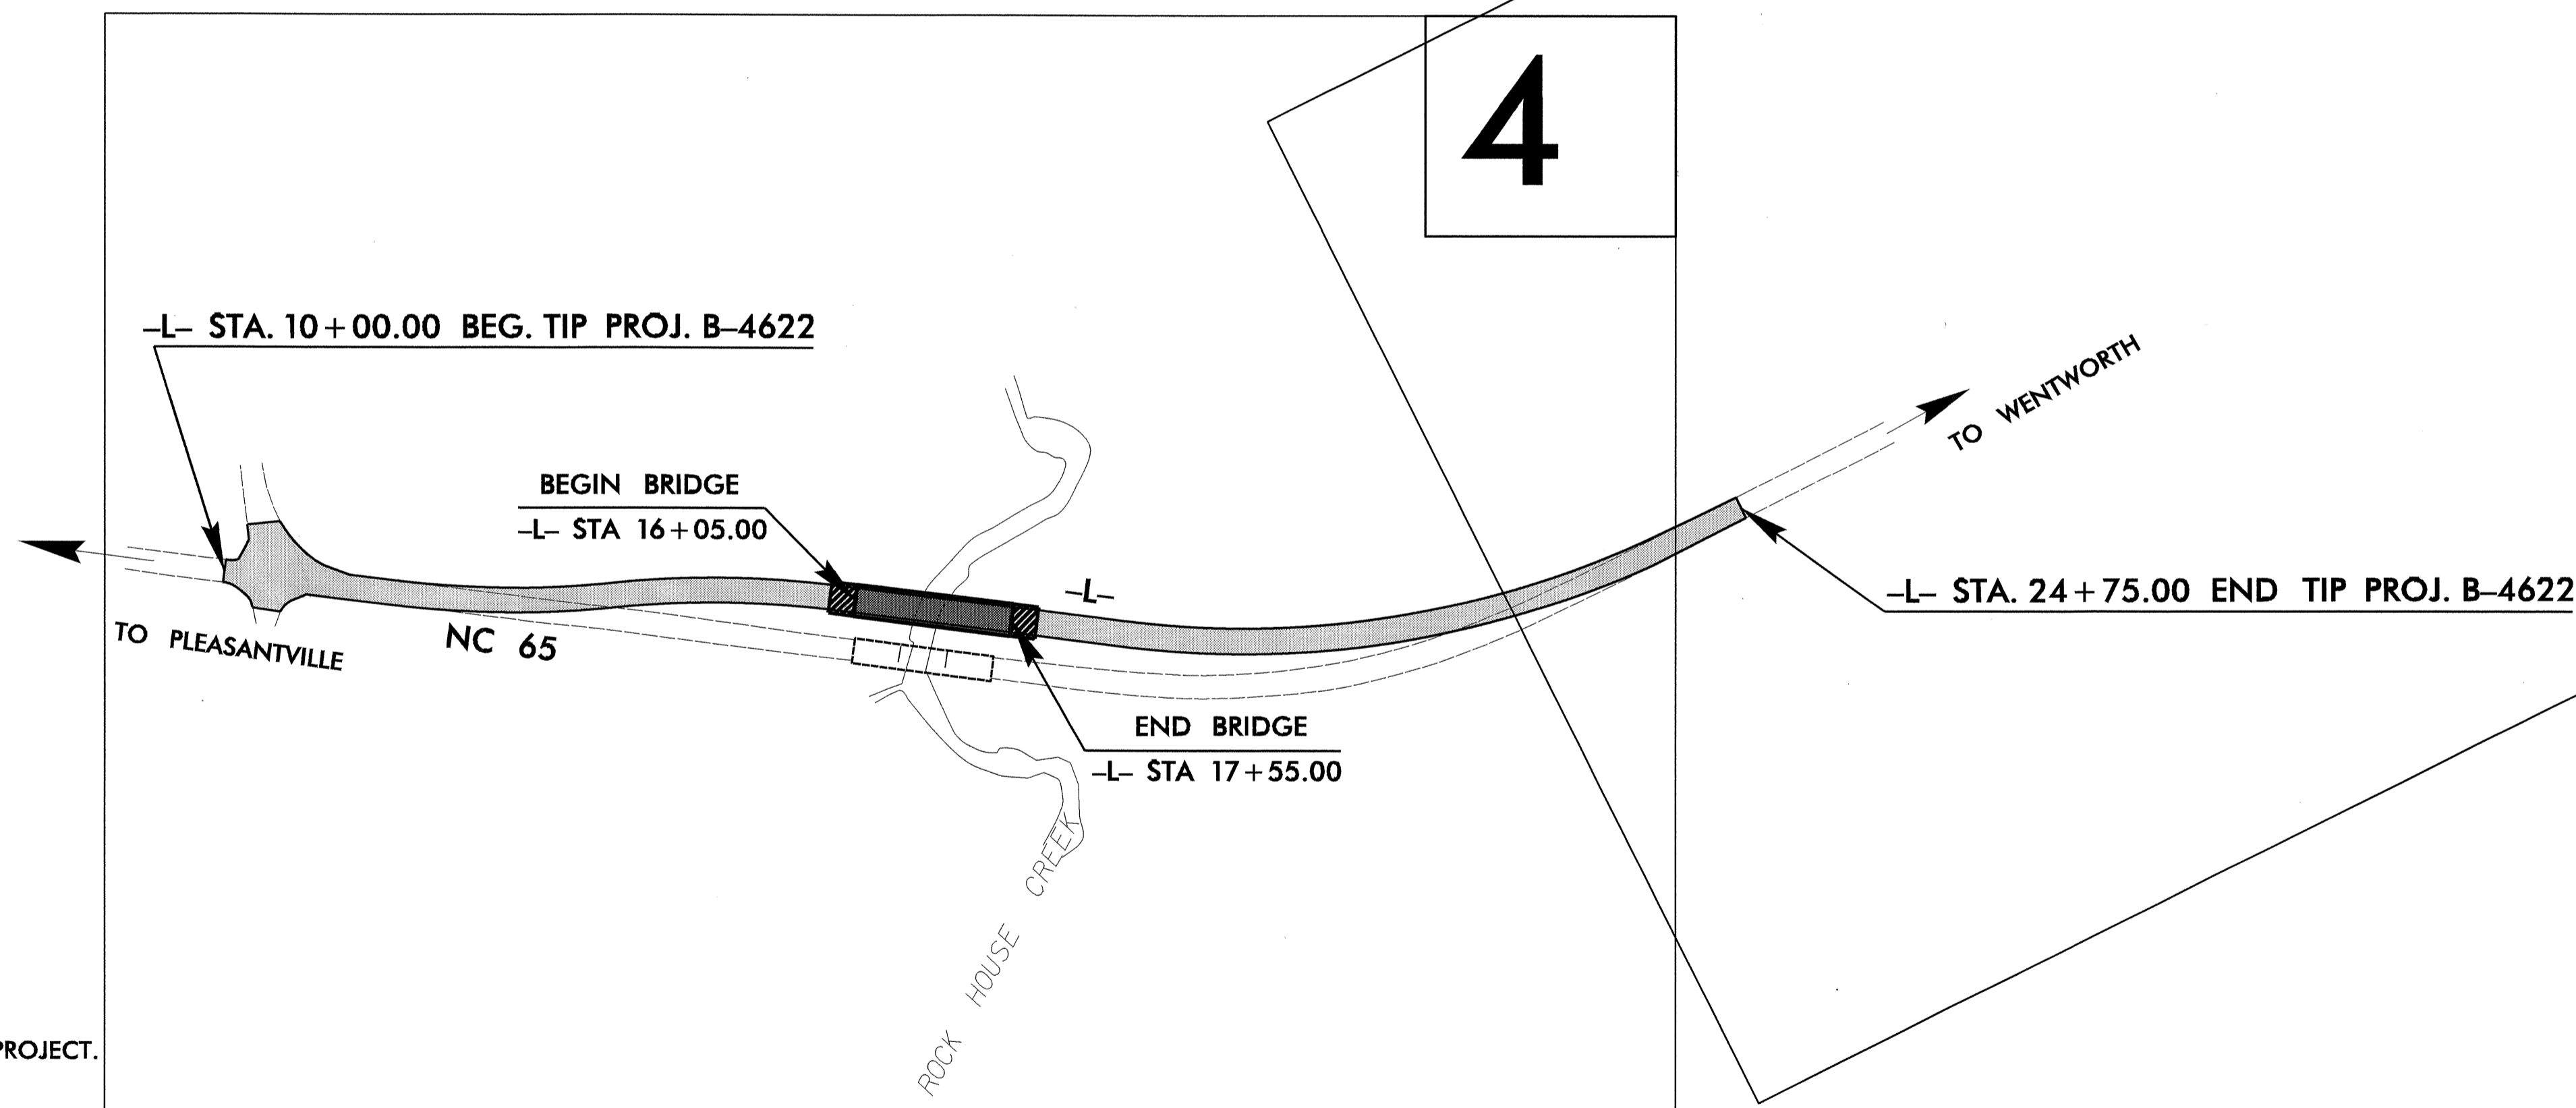 4
–L– STA. 10+00.00 BEG. TIP PROJ. B–4622
TO WENTWORTH
BEGIN BRIDGE
–L– STA 16+05.00
–L–
–L– STA. 24+75.00 END TIP PROJ. B–4622
TO PLEASANTVILLE
NC 65
END BRIDGE
–L– STA 17+55.00
ROCK HOUSE CREEK
PROJECT.